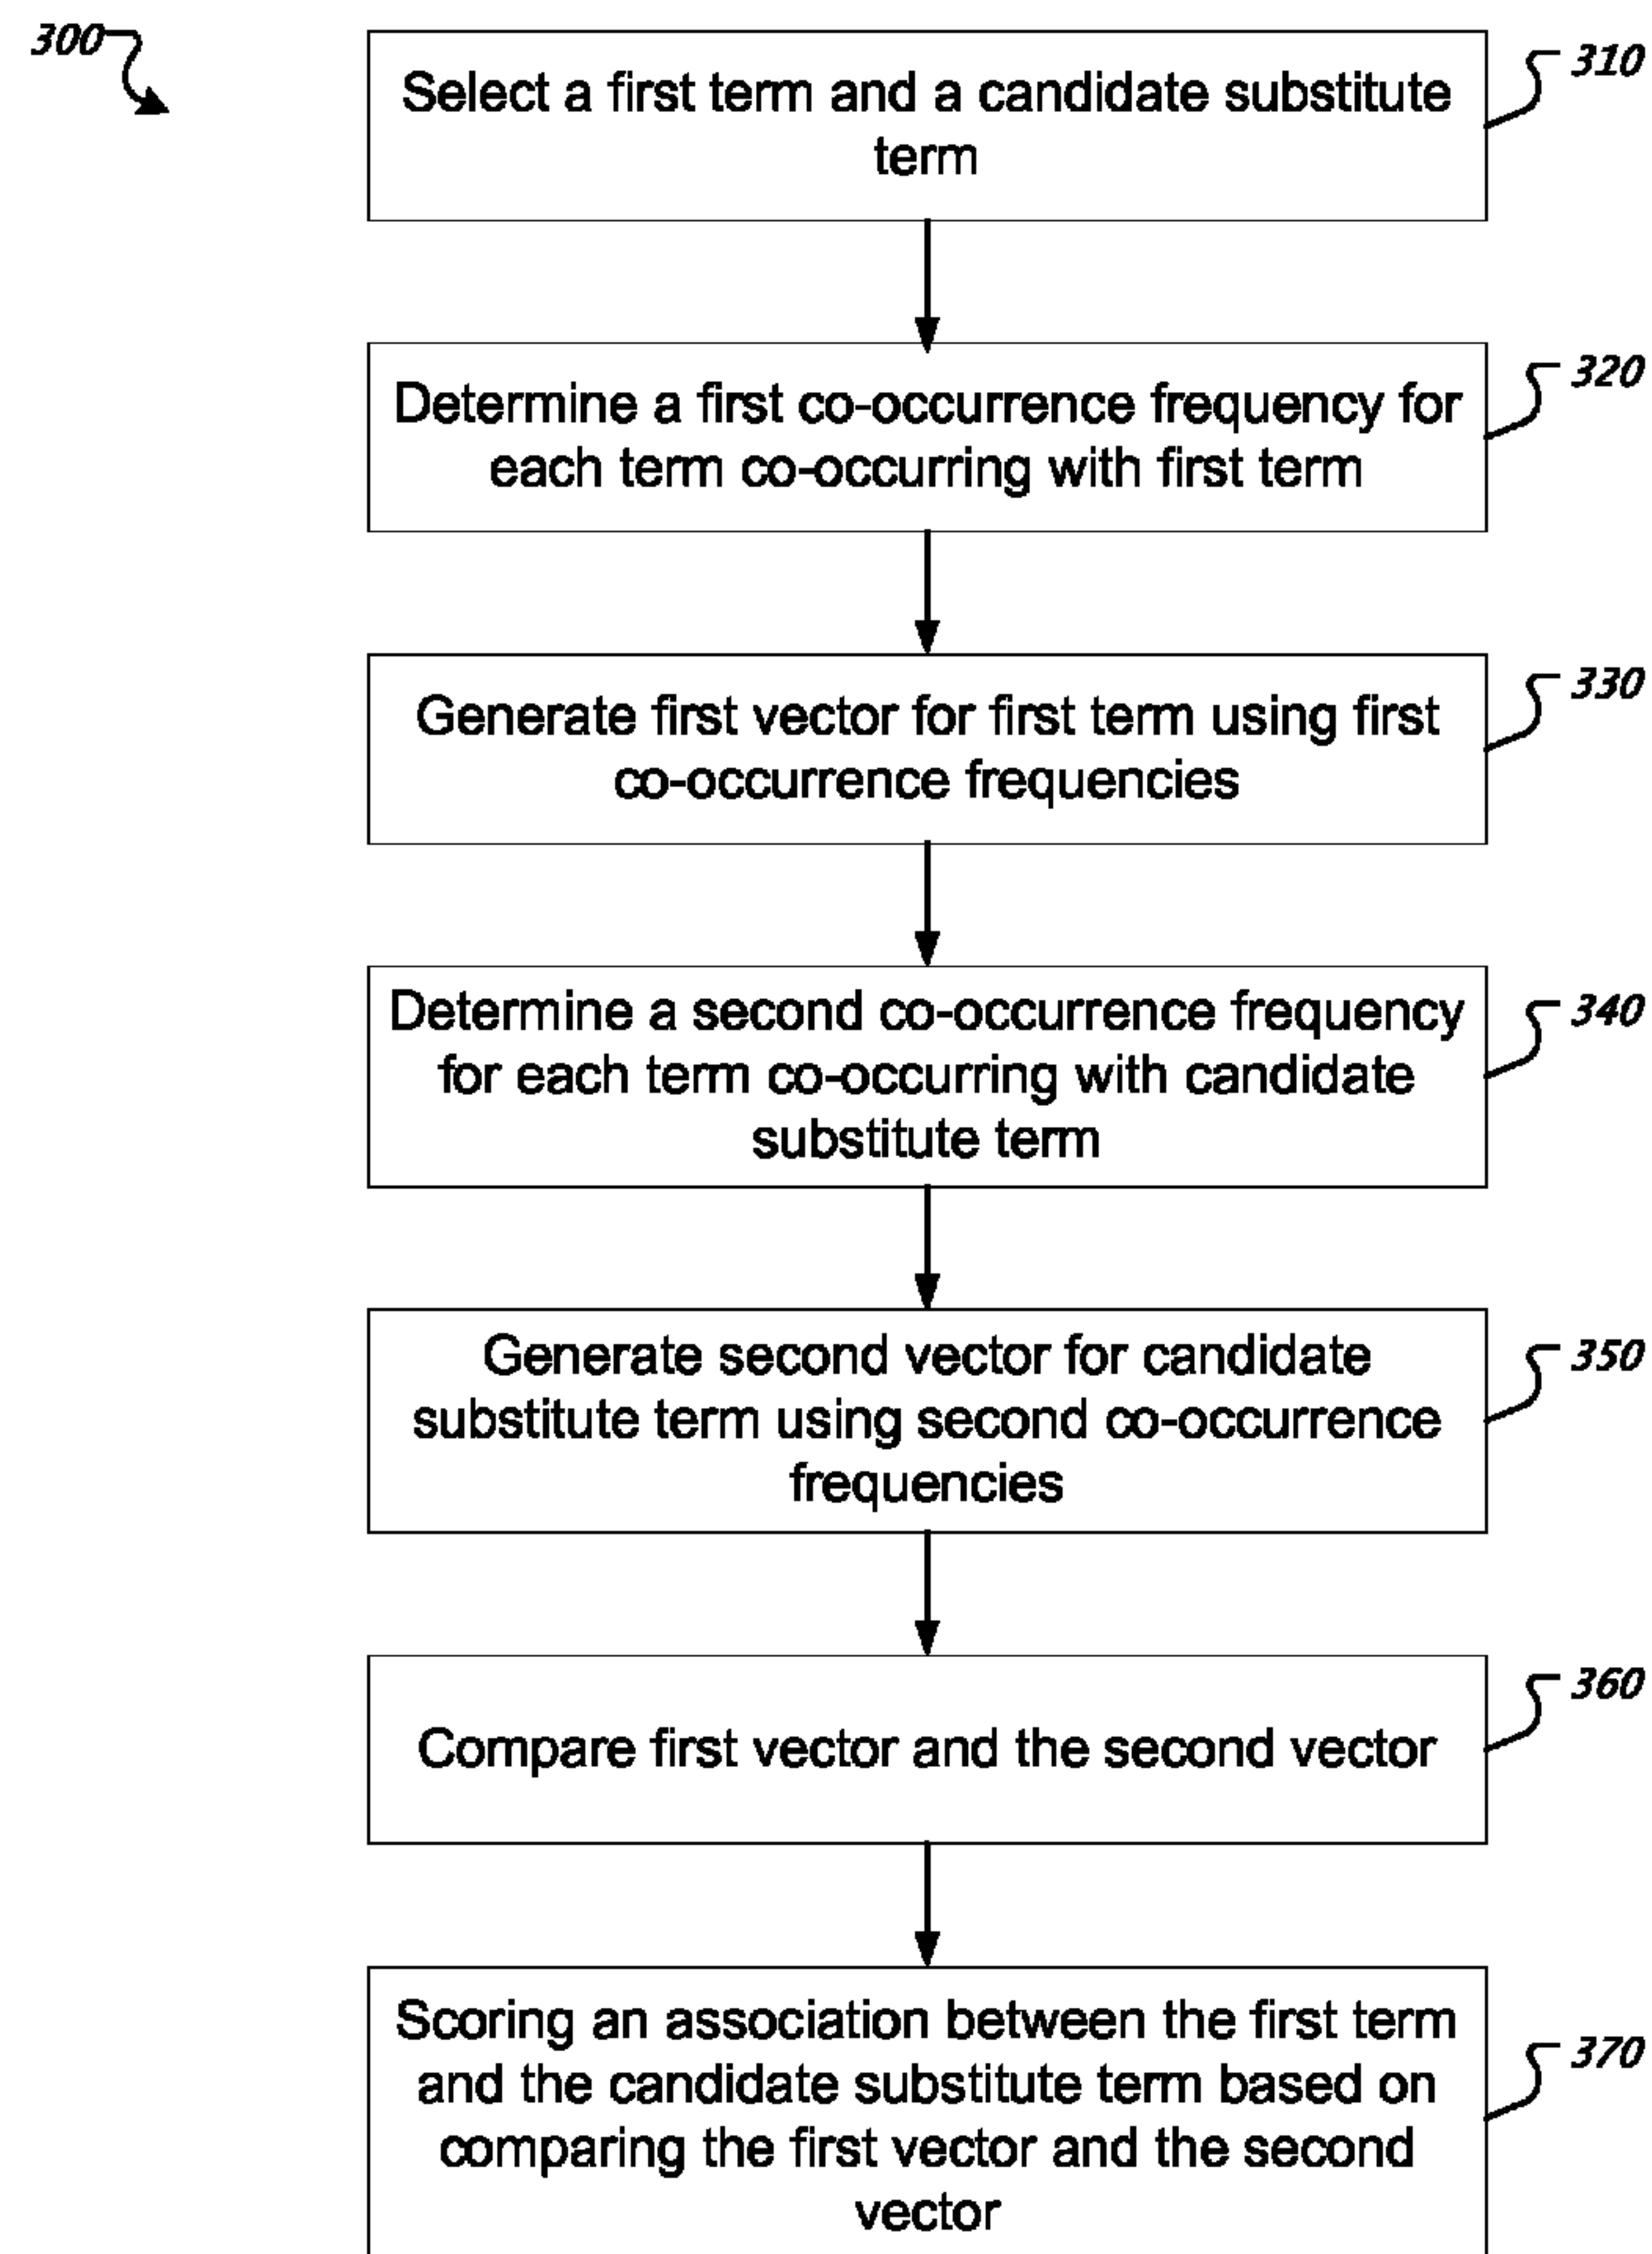 300
Select a first term and a candidate substitute
term
310
Determine a first co-occurrence frequency for
each term co-occurring with first term
320
Generate first vector for first term using first
co-occurrence frequencies
330
Determine a second co-occurrence frequency
for each term co-occurring with candidate
substitute term
340
Generate second vector for candidate
substitute term using second co-occurrence
frequencies
350
Compare first vector and the second vector
360
Scoring an association between the first term
and the candidate substitute term based on
comparing the first vector and the second
vector
370